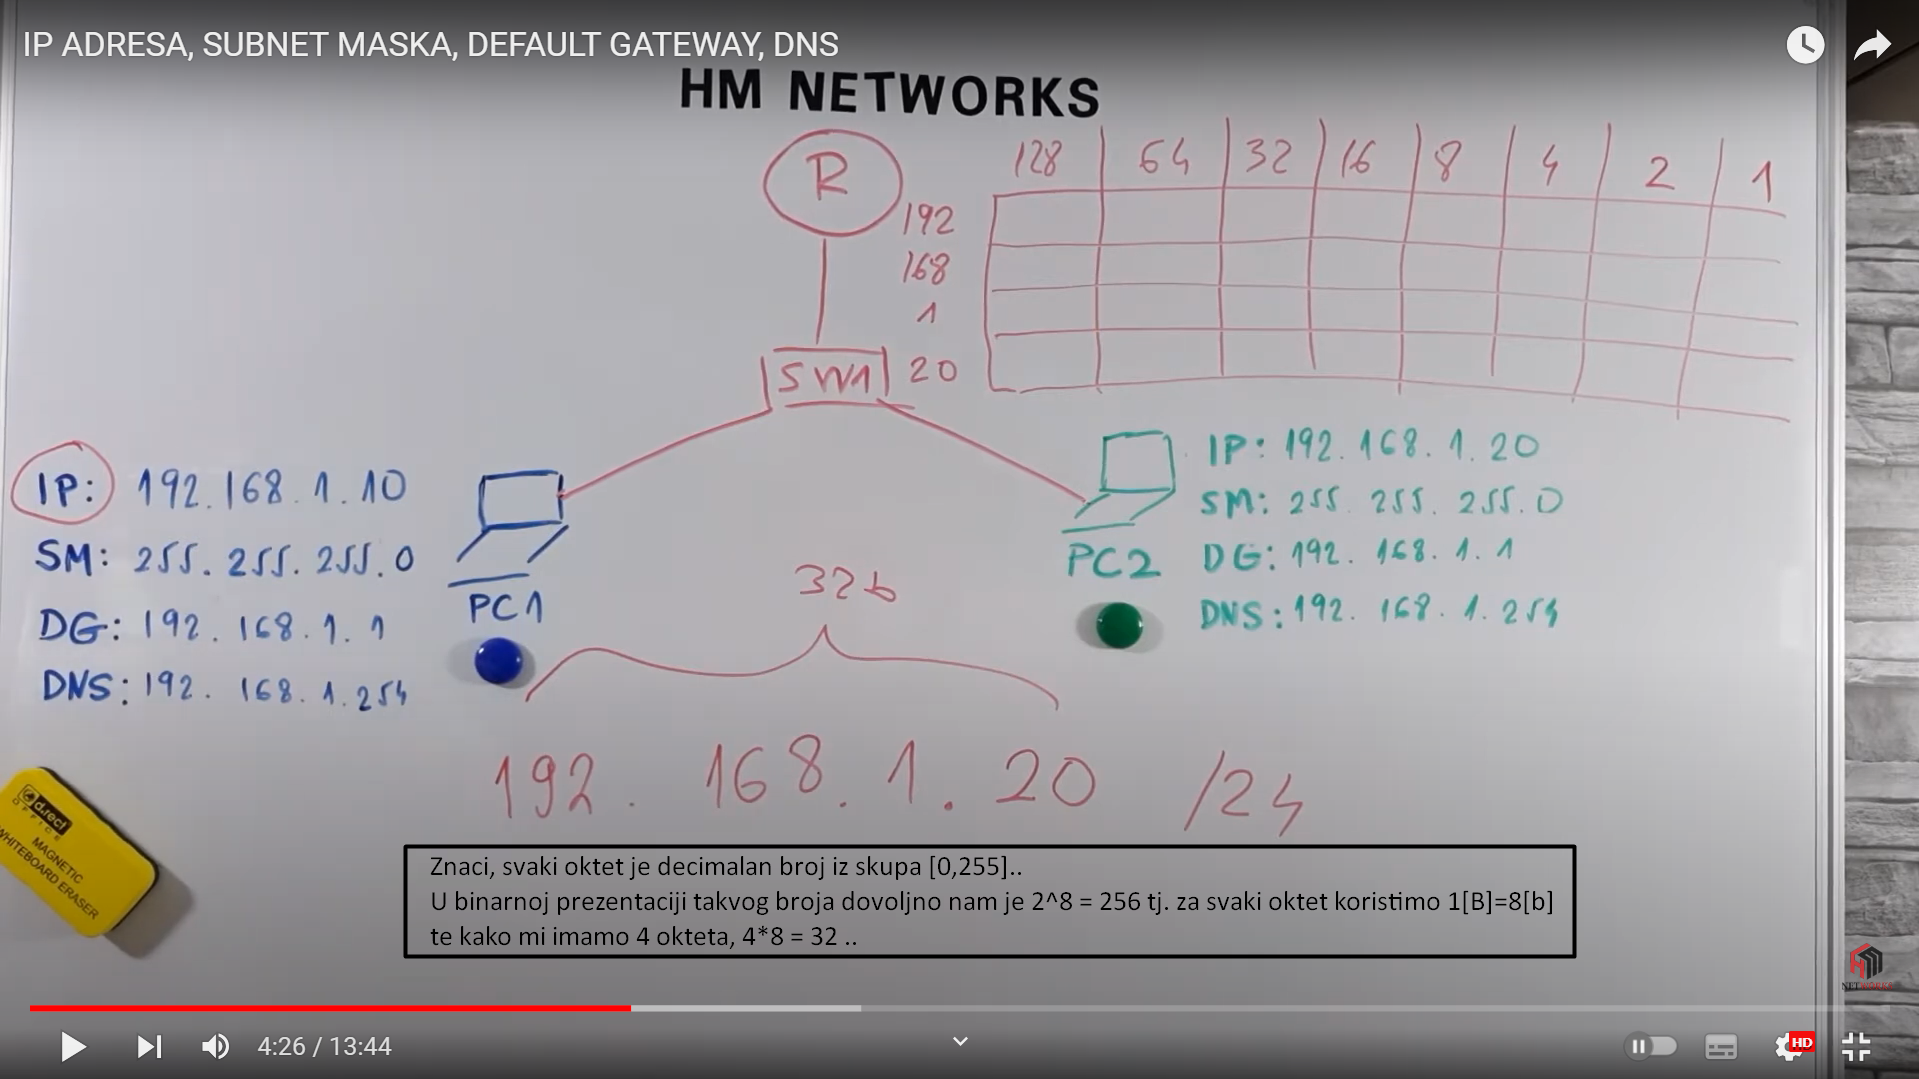 IP ADRESA, SUBNET MASKA, DEFAULT GATEWAY, DNS
HM NETWORKS
R
128 64 32 16 8 4 2 1
192
168
1
20
SW1
IP: 192.168.1.10
SM: 255.255.255.0
DG: 192.168.1.1
DNS: 192.168.1.254
PC1
PC2
IP: 192.168.1.20
SM: 255.255.255.0
DG: 192.168.1.1
DNS: 192.168.1.254
32b
192.168.1.20 /24
d.rect
OFFICE
MAGNETIC
WHITEBOARD ERASER
Znaci, svaki oktet je decimalan broj iz skupa [0,255]..
U binarnoj prezentaciji takvog broja dovoljno nam je 2^8 = 256 tj. za svaki oktet koristimo 1[B]=8[b]
te kako mi imamo 4 okteta, 4*8 = 32 ..
NETWORKS
4:26 / 13:44
HD